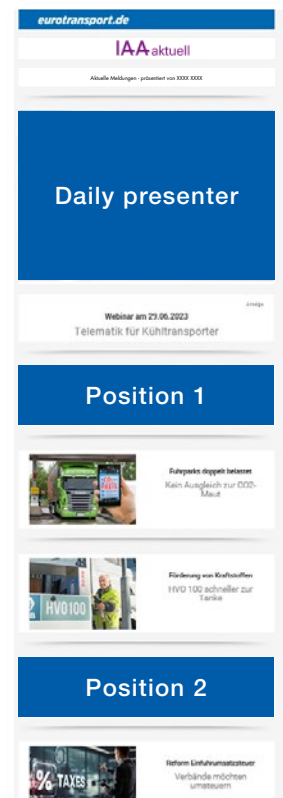 eurotransport.de
IAA aktuell
Aktuelle Meldungen - präsentiert von XXXX XXXX
Daily presenter
Anzeige
Webinar am 29.06.2023
Telematik für Kühltransporter
Position 1
Fuhrparks doppelt belastet
Kein Ausgleich zur CO2-
Maut
Förderung von Kraftstoffen
HVO 100 schneller zur
Tanke
HVO100
Position 2
Reform Einfuhrumsatzsteuer
Verbände möchten
umsteuern
% TAXES